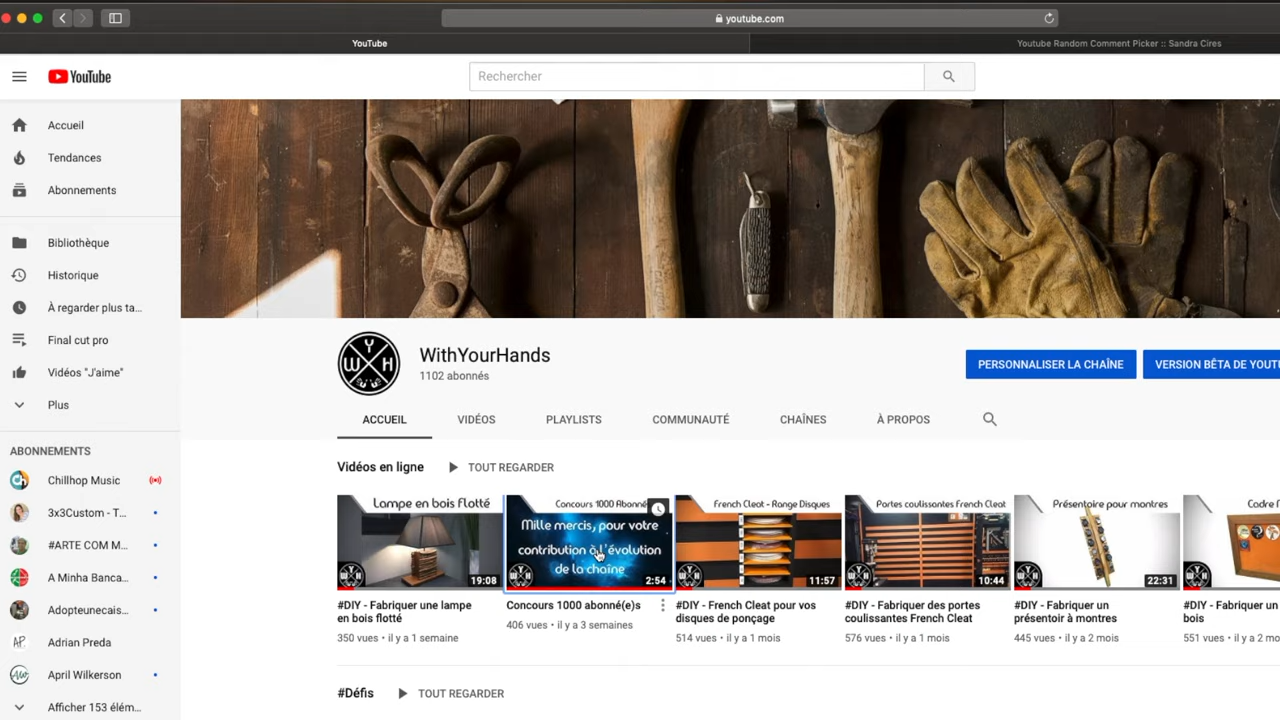 youtube.com
YouTube
Youtube Random Comment Picker :: Sandra Cires
YouTube
Rechercher
Accueil
Tendances
Abonnements
Bibliothèque
Historique
À regarder plus ta...
Final cut pro
Vidéos "J'aime"
Plus
ABONNEMENTS
Chillhop Music
3x3Custom - T...
#ARTE COM M...
A Minha Banca...
Adopteunecais...
AP
Adrian Preda
AW
April Wilkerson
Afficher 153 élém...
Y
W H
WithYourHands
1102 abonnés
PERSONNALISER LA CHAÎNE
VERSION BÊTA DE YOUTU
ACCUEIL
VIDÉOS
PLAYLISTS
COMMUNAUTÉ
CHAÎNES
À PROPOS
Vidéos en ligne
TOUT REGARDER
Lampe en bois flotté
19:08
#DIY - Fabriquer une lampe
en bois flotté
350 vues • il y a 1 semaine
Concours 1000 Abonné
Mille mercis, pour votre
contribution à l'évolution
de la chaîne
2:54
Concours 1000 abonné(e)s
406 vues • il y a 3 semaines
French Cleat - Range Disques
11:57
#DIY - French Cleat pour vos
disques de ponçage
514 vues • il y a 1 mois
Portes coulissantes French Cleat
10:44
#DIY - Fabriquer des portes
coulissantes French Cleat
576 vues • il y a 1 mois
Présentoire pour montres
22:31
#DIY - Fabriquer un
présentoir à montres
445 vues • il y a 2 mois
Cadre
#DIY - Fabriquer un
bois
551 vues • il y a 2 mo
#Défis
TOUT REGARDER